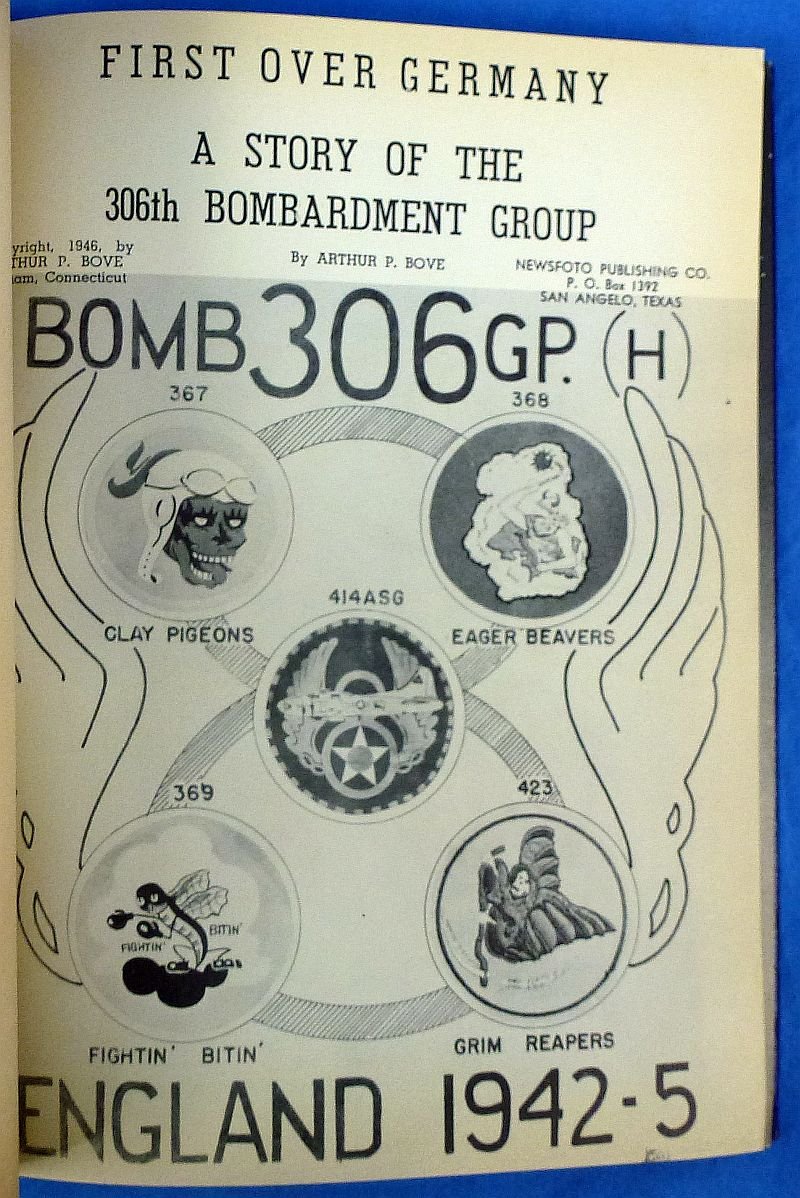 FIRST OVER GERMANY
A STORY OF THE
306th BOMBARDMENT GROUP
yright, 1946, by
THUR P. BOVE
am, Connecticut
By ARTHUR P. BOVE
NEWSFOTO PUBLISHING CO.
P. O. Box 1392
SAN ANGELO, TEXAS
BOMB 306 GP. (H)
367
368
CLAY PIGEONS
414ASG
EAGER BEAVERS
369
423
FIGHTIN'
BITIN'
FIGHTIN' BITIN'
GRIM REAPERS
ENGLAND 1942-5